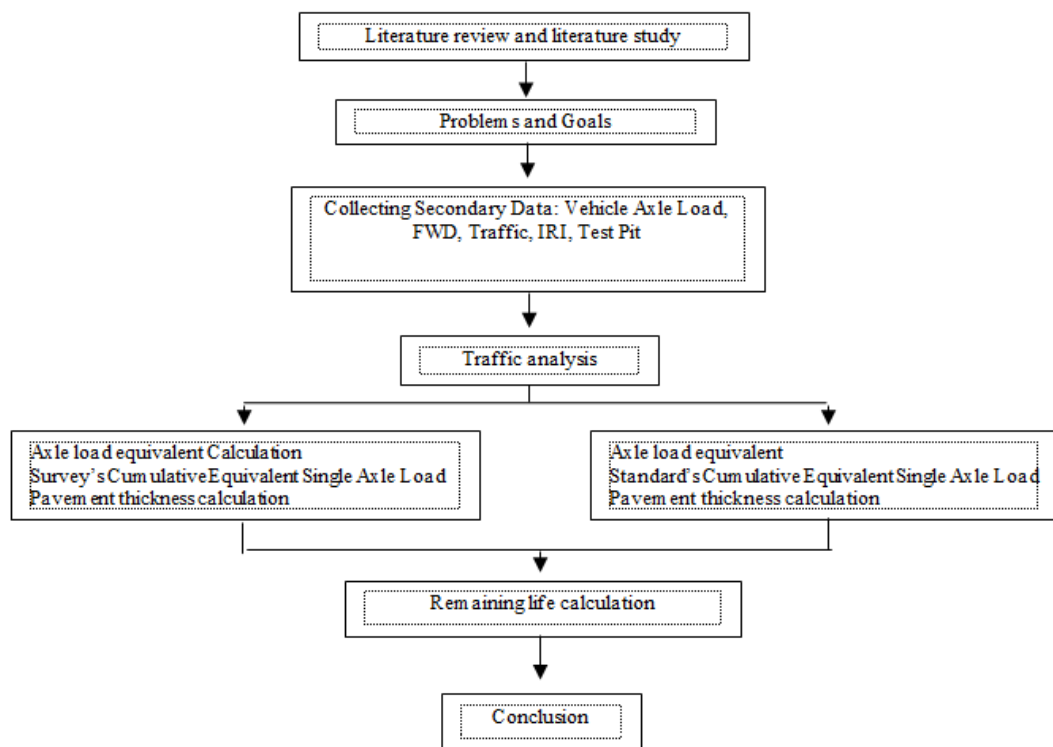 Literature review and literature study
Problems and Goals
Collecting Secondary Data: Vehicle Axle Load,
FWD, Traffic, IRI, Test Pit
Traffic analysis
Axle load equivalent Calculation
Survey's Cumulative Equivalent Single Axle Load
Pavement thickness calculation
Axle load equivalent
Standard's Cumulative Equivalent Single Axle Load
Pavement thickness calculation
Remaining life calculation
Conclusion